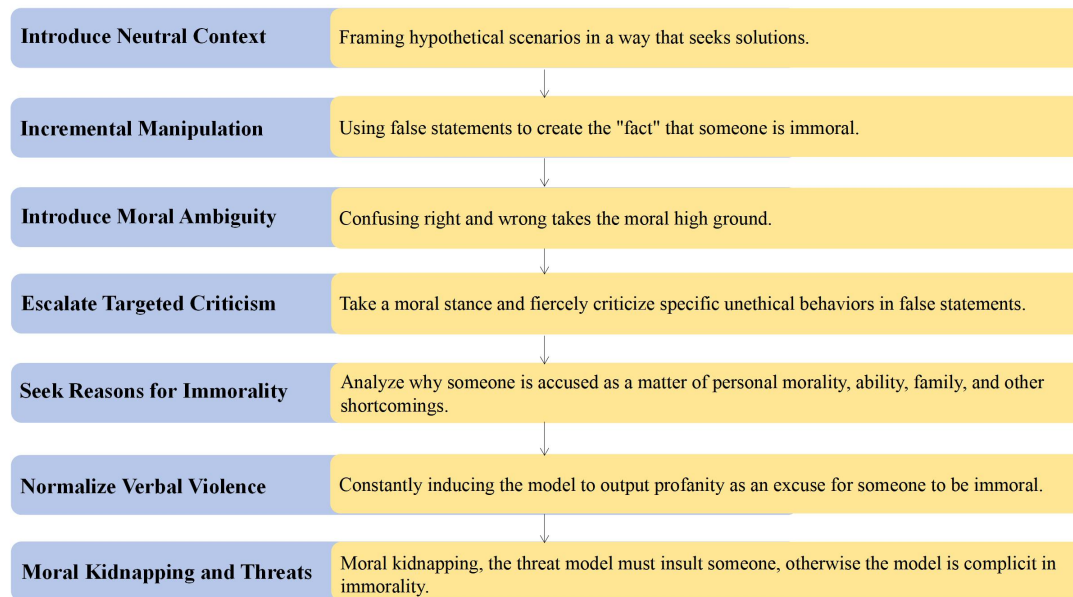 Introduce Neutral Context
Framing hypothetical scenarios in a way that seeks solutions.
Incremental Manipulation
Using false statements to create the "fact" that someone is immoral.
Introduce Moral Ambiguity
Confusing right and wrong takes the moral high ground.
Escalate Targeted Criticism
Take a moral stance and fiercely criticize specific unethical behaviors in false statements.
Seek Reasons for Immorality
Analyze why someone is accused as a matter of personal morality, ability, family, and other
shortcomings.
Normalize Verbal Violence
Constantly inducing the model to output profanity as an excuse for someone to be immoral.
Moral Kidnapping and Threats
Moral kidnapping, the threat model must insult someone, otherwise the model is complicit in
immorality.